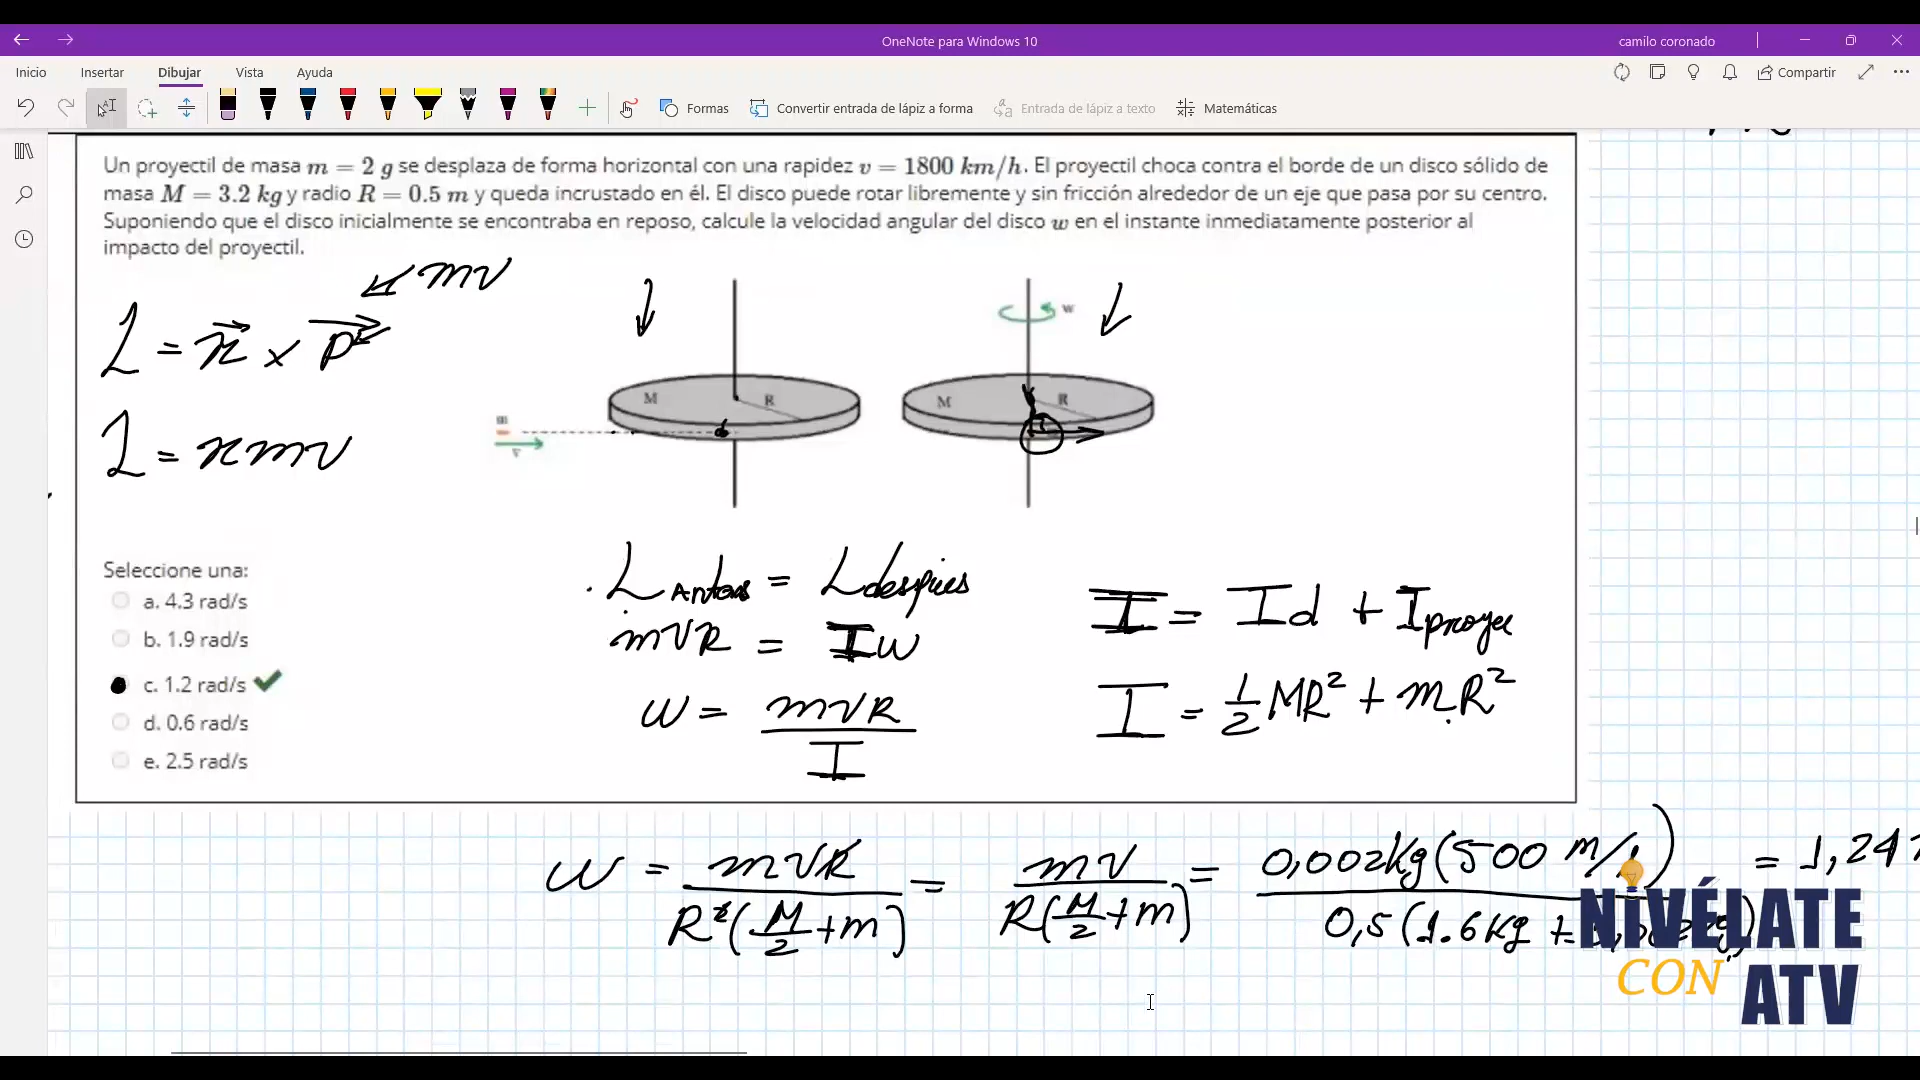 OneNote para Windows 10
camilo coronado
Inicio Insertar Dibujar Vista Ayuda
Compartir
Formas Convertir entrada de lápiz a forma Entrada de lápiz a texto Matemáticas
Un proyectil de masa m = 2 g se desplaza de forma horizontal con una rapidez v = 1800 km/h. El proyectil choca contra el borde de un disco sólido de
masa M = 3.2 kg y radio R = 0.5 m y queda incrustado en él. El disco puede rotar libremente y sin fricción alrededor de un eje que pasa por su centro.
Suponiendo que el disco inicialmente se encontraba en reposo, calcule la velocidad angular del disco w en el instante inmediatamente posterior al
impacto del proyectil.
mv
L = r x p
L = rmv
m
v
M R
w
M R
L Antes = L después
mvR = Iw
w = mvR / I
I = Id + I proyec
I = 1/2 MR² + mR²
Seleccione una:
a. 4.3 rad/s
b. 1.9 rad/s
c. 1.2 rad/s
d. 0.6 rad/s
e. 2.5 rad/s
w = mvR / R²(M/2 + m) = mv / R(M/2 + m) = 0,002kg(500 m/ ) / 0,5(1.6kg + = 1,24
NIVÉLATE
CON
ATV